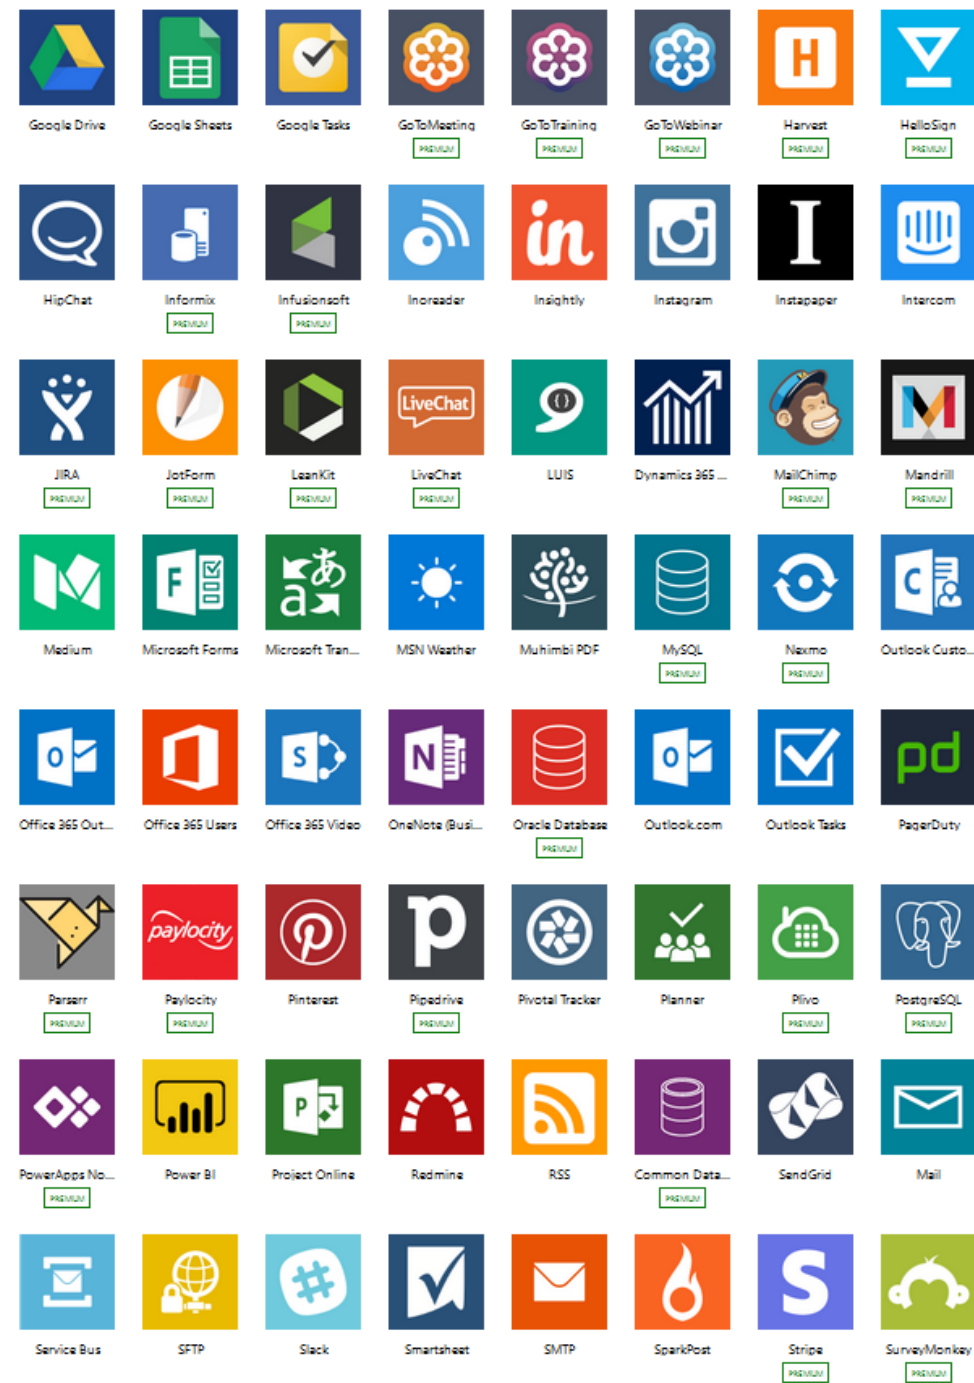 Google Drive Google Sheets Google Tasks GoToMeeting GoToTraining GoToWebinar Harvest HelloSign
PREMIUM PREMIUM PREMIUM PREMIUM PREMIUM
HipChat Informix Infusionsoft Inoreader Insightly Instagram Instapaper Intercom
PREMIUM PREMIUM
LiveChat
JIRA JotForm LeanKit LiveChat LUIS Dynamics 365 ... MailChimp Mandrill
PREMIUM PREMIUM PREMIUM PREMIUM PREMIUM PREMIUM
Medium Microsoft Forms Microsoft Tran... MSN Weather Muhimbi PDF MySQL Nexmo Outlook Custo...
PREMIUM PREMIUM
Office 365 Out... Office 365 Users Office 365 Video OneNote (Busi... Oracle Database Outlook.com Outlook Tasks PagerDuty
PREMIUM
paylocity
Parserr Paylocity Pinterest Pipedrive Pivotal Tracker Planner Plivo PostgreSQL
PREMIUM PREMIUM PREMIUM PREMIUM PREMIUM
PowerApps No... Power BI Project Online Redmine RSS Common Data... SendGrid Mail
PREMIUM PREMIUM
Service Bus SFTP Slack Smartsheet SMTP SparkPost Stripe SurveyMonkey
PREMIUM PREMIUM